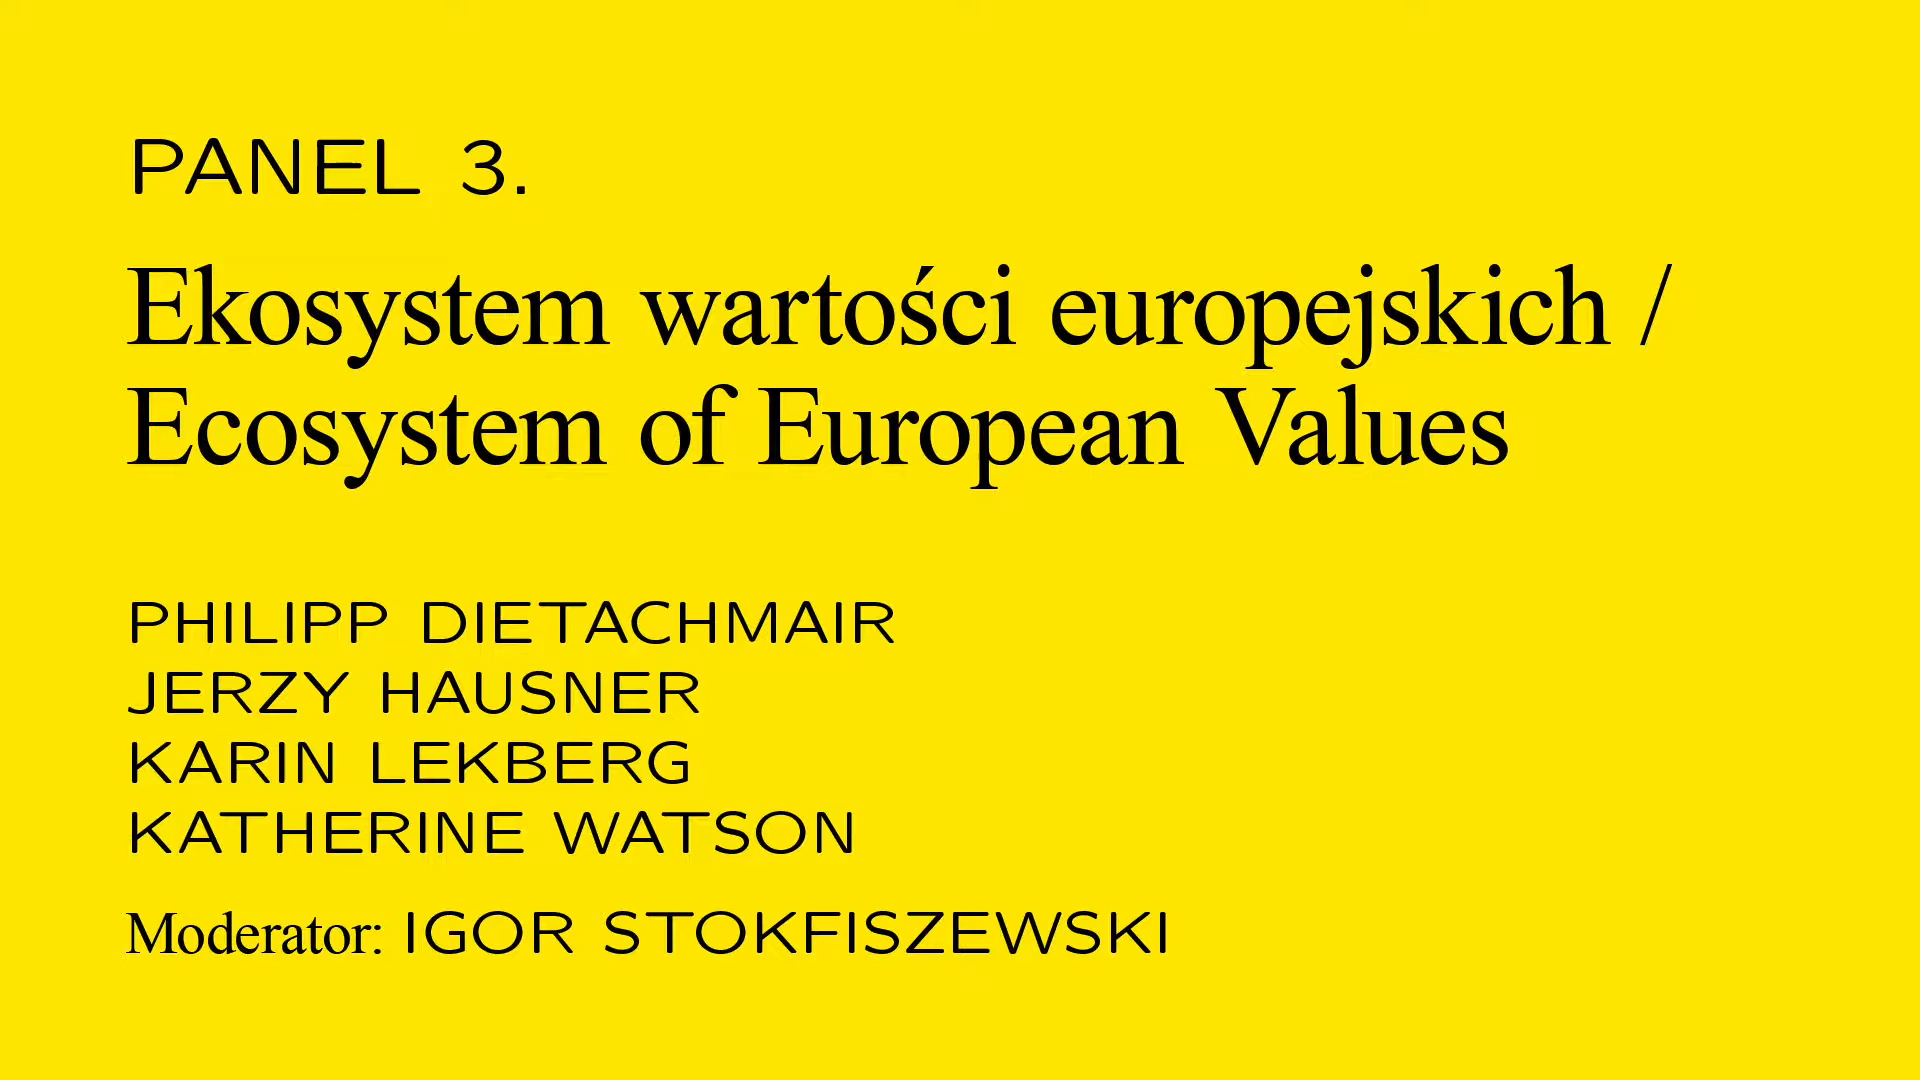 PANEL 3.
Ekosystem wartości europejskich /
Ecosystem of European Values
PHILIPP DIETACHMAIR
JERZY HAUSNER
KARIN LEKBERG
KATHERINE WATSON
Moderator: IGOR STOKFISZEWSKI